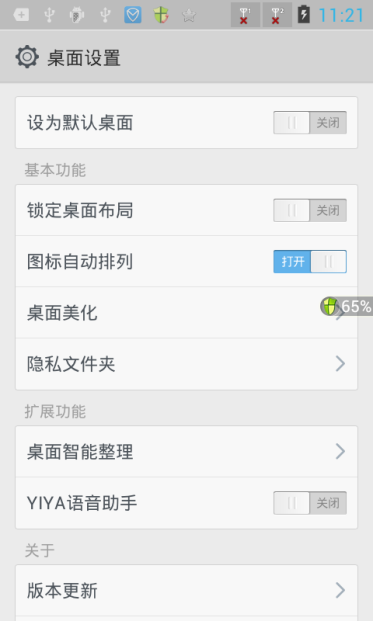 11:21
桌面设置
设为默认桌面
关闭
基本功能
锁定桌面布局
关闭
图标自动排列
打开
桌面美化
65%
隐私文件夹
扩展功能
桌面智能整理
YIYA语音助手
关闭
关于
版本更新